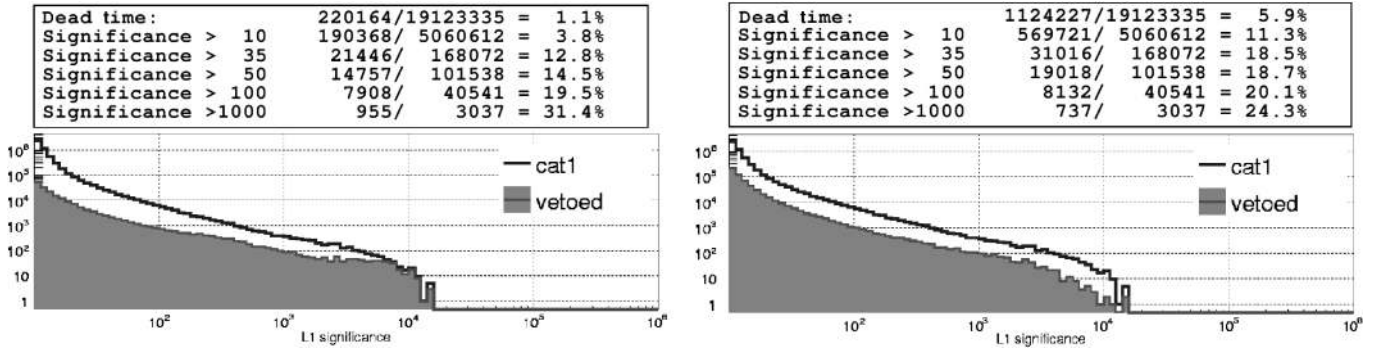 Dead time: 220164/19123335 = 1.1%
Significance > 10 190368/ 5060612 = 3.8%
Significance > 35 21446/ 168072 = 12.8%
Significance > 50 14757/ 101538 = 14.5%
Significance > 100 7908/ 40541 = 19.5%
Significance >1000 955/ 3037 = 31.4%
10⁶
10⁵
10⁴
10³
10²
10
1
cat1
vetoed
10² 10³ 10⁴ 10⁵ 10⁶
L1 significance
Dead time: 1124227/19123335 = 5.9%
Significance > 10 569721/ 5060612 = 11.3%
Significance > 35 31016/ 168072 = 18.5%
Significance > 50 19018/ 101538 = 18.7%
Significance > 100 8132/ 40541 = 20.1%
Significance >1000 737/ 3037 = 24.3%
10⁶
10⁵
10⁴
10³
10²
10
1
cat1
vetoed
10² 10³ 10⁴ 10⁵ 10⁶
L1 significance